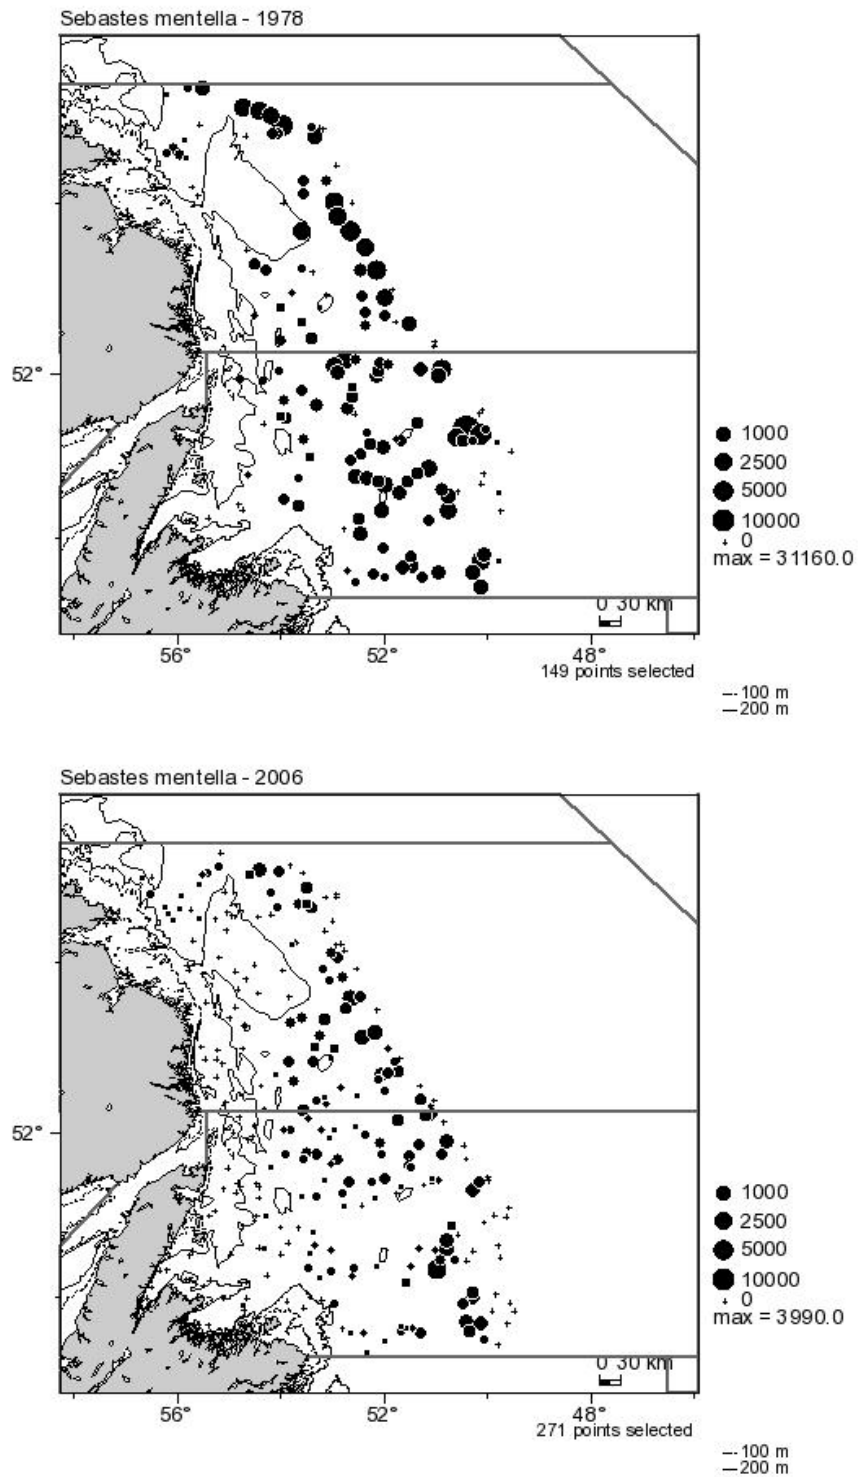 Sebastes mentella - 1978
52°
1000
2500
5000
10000
0
max = 31160.0
0 30 km
56° 52° 48°
149 points selected
100 m
200 m
Sebastes mentella - 2006
52°
1000
2500
5000
10000
0
max = 3990.0
0 30 km
56° 52° 48°
271 points selected
100 m
200 m